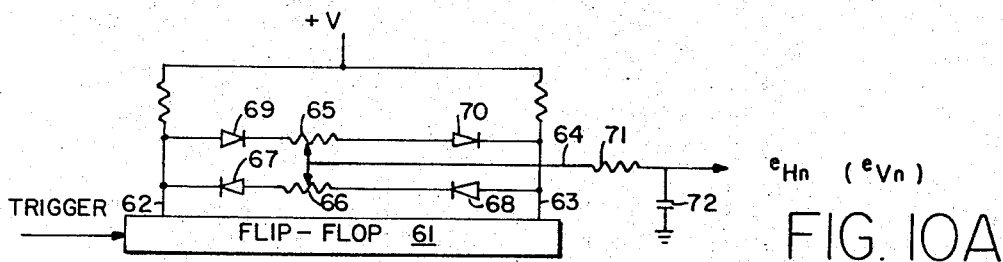 + V
69 65 70
64 71
67
eHn (eVn)
66 68 72
TRIGGER 62 63
FLIP-FLOP 61
FIG. 10A